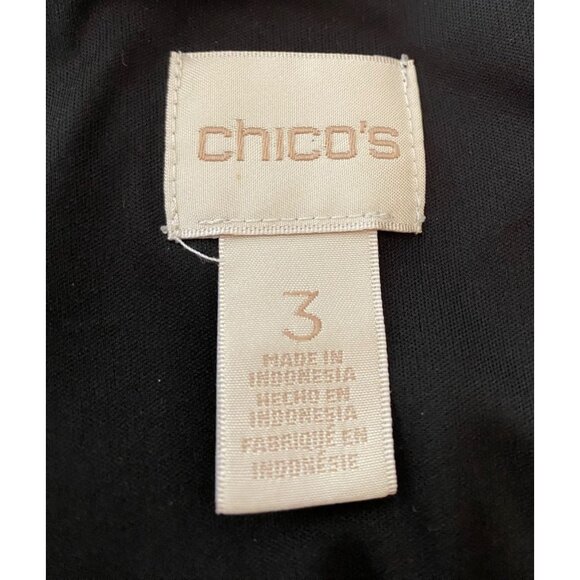 chico's
3
MADE IN
INDONESIA
HECHO EN
INDONESIA
FABRIQUÉ EN
INDONÉSIE